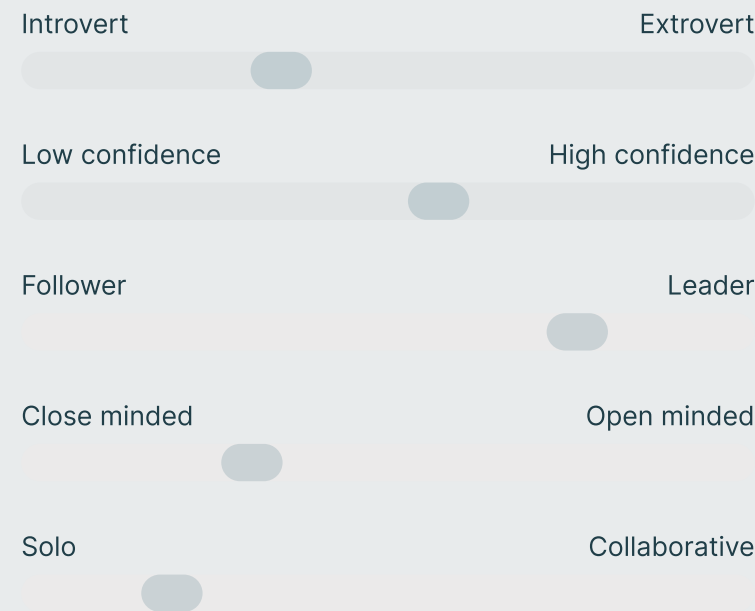 Introvert Extrovert
Low confidence High confidence
Follower Leader
Close minded Open minded
Solo Collaborative